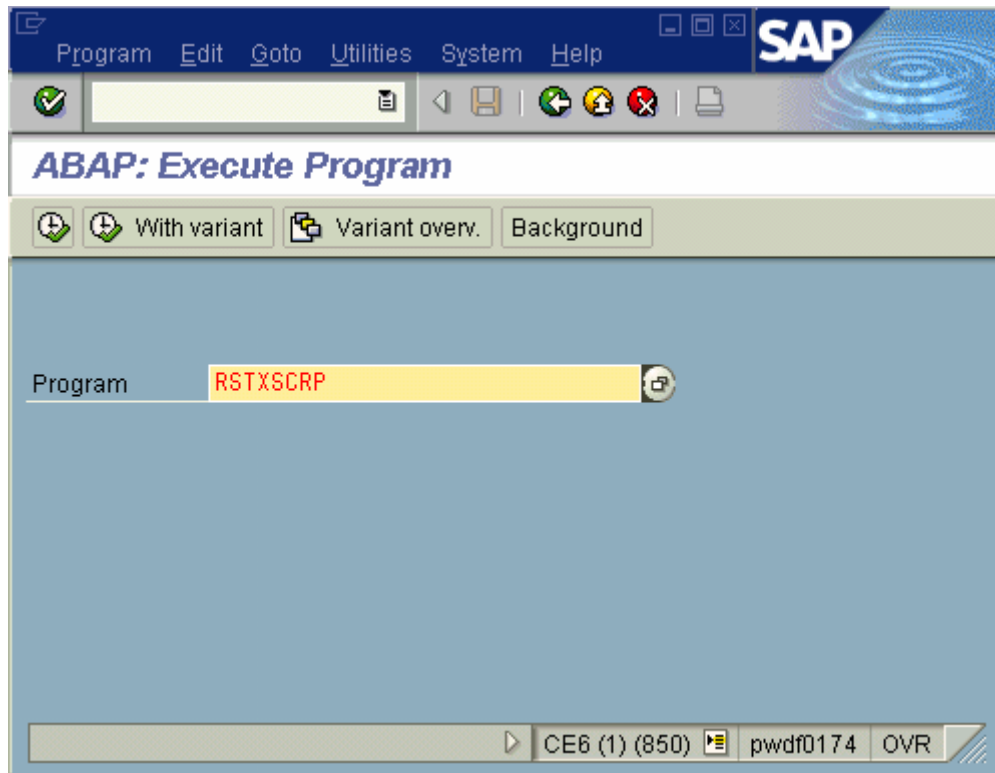 Program Edit Goto Utilities System Help
SAP
ABAP: Execute Program
With variant Variant overv. Background
Program RSTXSCRP
CE6 (1) (850) pwdf0174 OVR